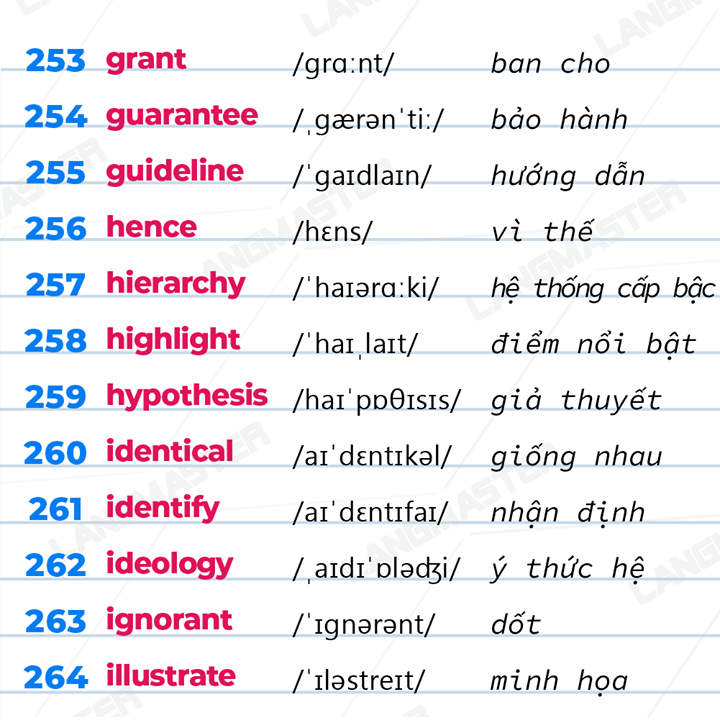 253 grant /grɑːnt/ ban cho
254 guarantee /ˌgærənˈtiː/ bảo hành
255 guideline /ˈgaɪdlaɪn/ hướng dẫn
256 hence /hɛns/ vì thế
257 hierarchy /ˈhaɪərɑːki/ hệ thống cấp bậc
258 highlight /ˈhaɪˌlaɪt/ điểm nổi bật
259 hypothesis /haɪˈpɒθɪsɪs/ giả thuyết
260 identical /aɪˈdɛntɪkəl/ giống nhau
261 identify /aɪˈdɛntɪfaɪ/ nhận định
262 ideology /ˌaɪdɪˈɒləʤi/ ý thức hệ
263 ignorant /ˈɪgnərənt/ dốt
264 illustrate /ˈɪləstreɪt/ minh họa
LANGMASTER